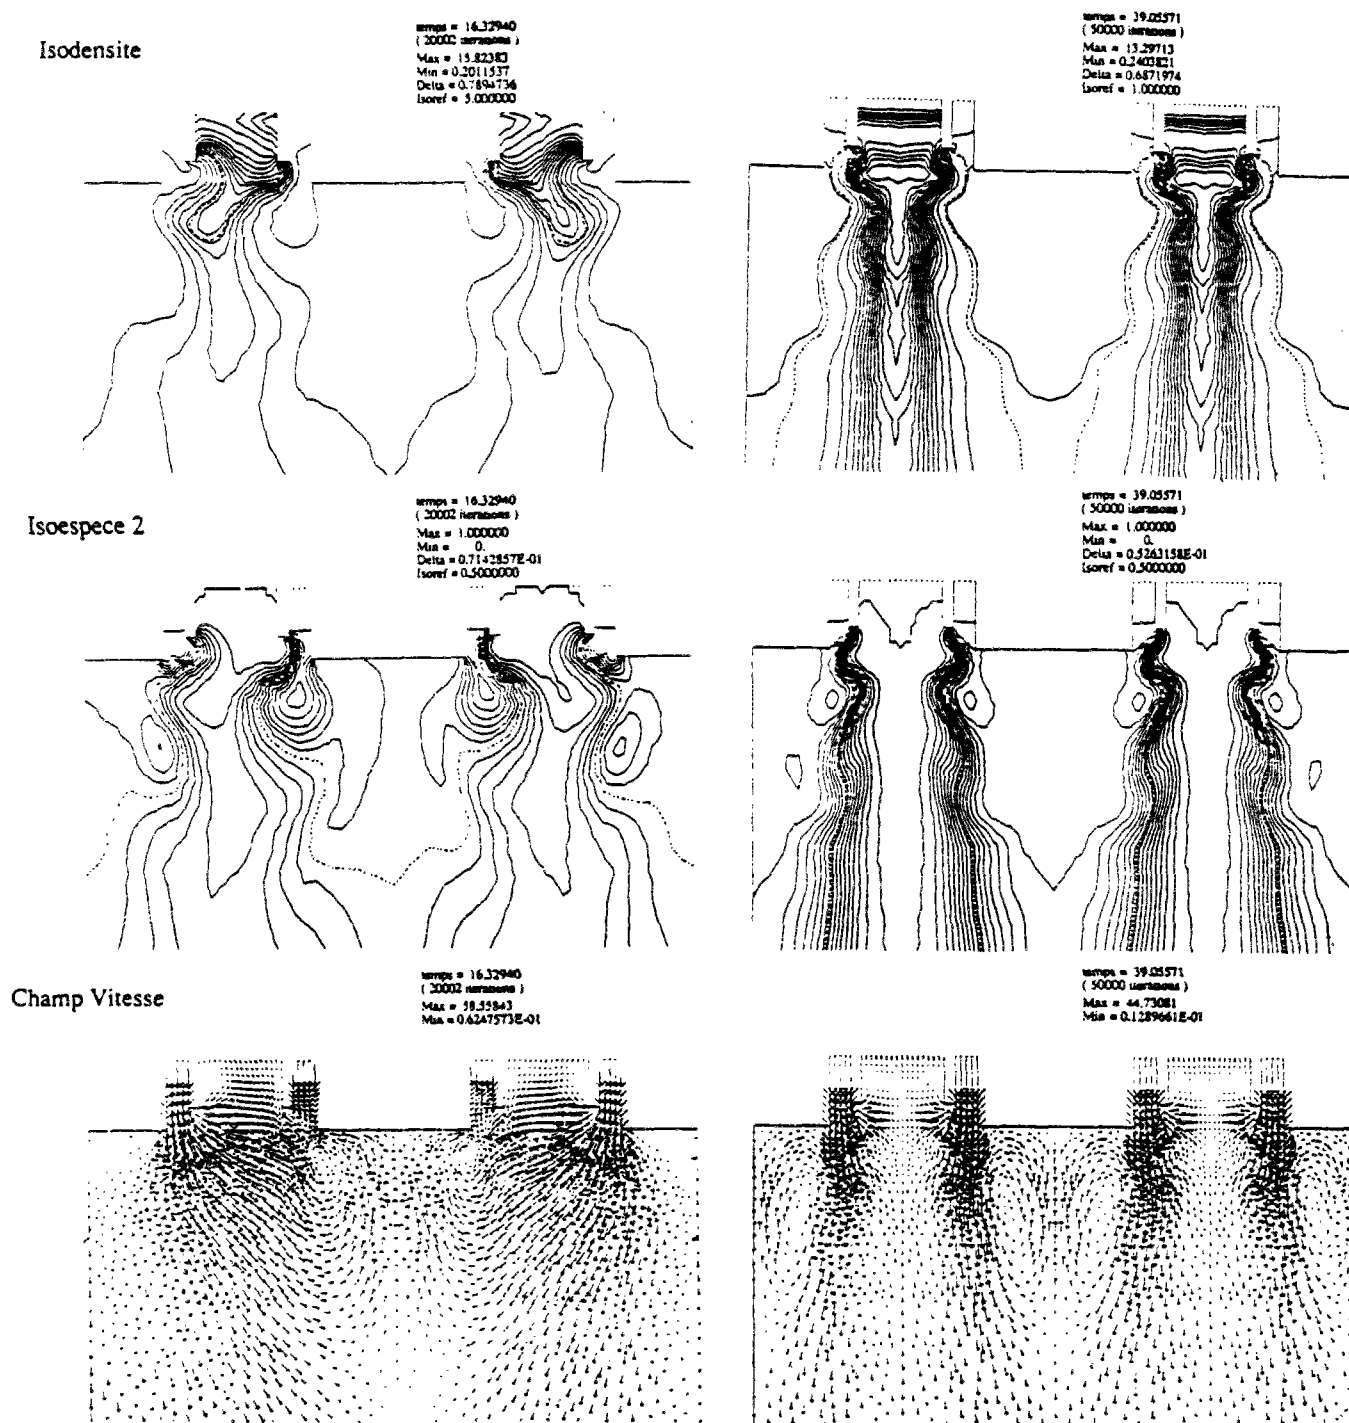 Isodensite
temps = 16.32940
( 20002 iterations )
Max = 15.82383
Min = 0.2011537
Delta = 0.7894736
Isoref = 5.000000
temps = 39.05571
( 50000 iterations )
Max = 13.29713
Min = 0.2403821
Delta = 0.6871974
Isoref = 1.000000
Isoespece 2
temps = 16.32940
( 20002 iterations )
Max = 1.000000
Min = 0.
Delta = 0.7142857E-01
Isoref = 0.5000000
temps = 39.05571
( 50000 iterations )
Max = 1.000000
Min = 0.
Delta = 0.5263158E-01
Isoref = 0.5000000
Champ Vitesse
temps = 16.32940
( 20002 iterations )
Max = 58.55843
Min = 0.6247573E-01
temps = 39.05571
( 50000 iterations )
Max = 44.73081
Min = 0.1289661E-01